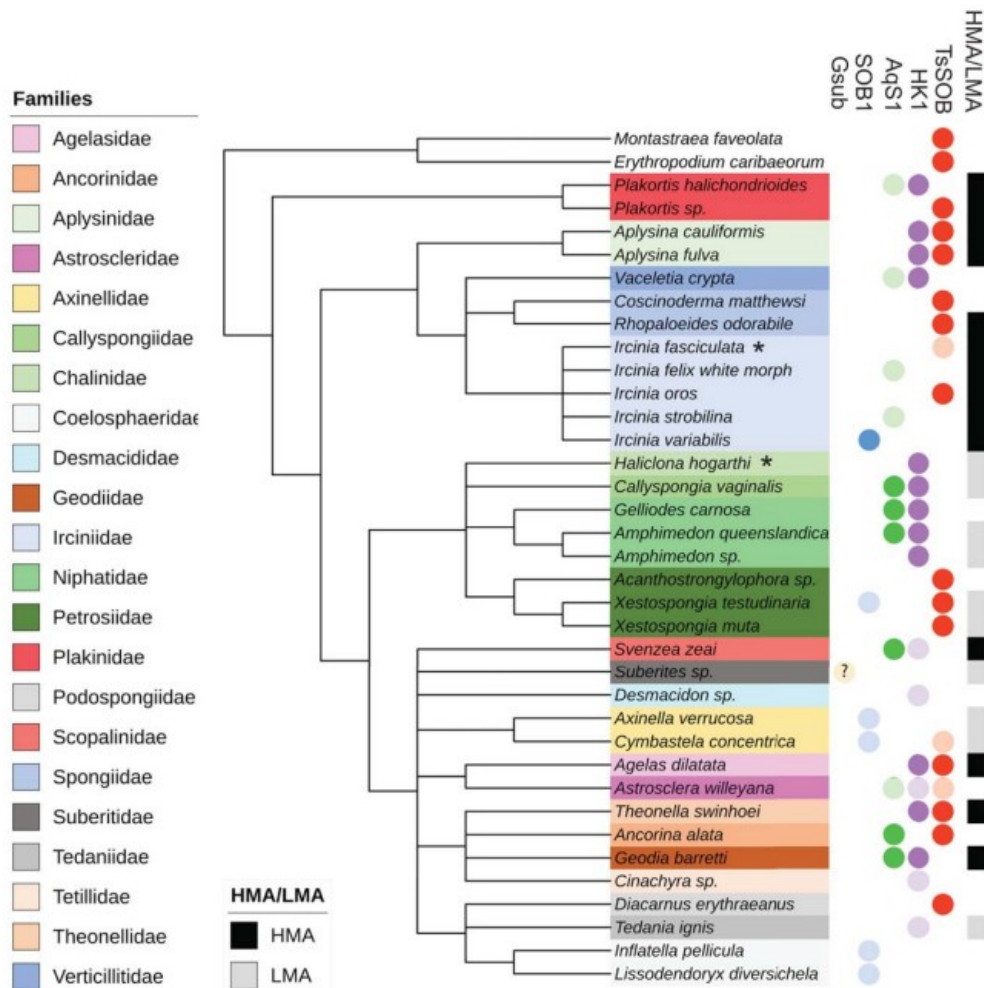 Families
Agelasidae
Ancorinidae
Aplysinidae
Astroscleridae
Axinellidae
Callyspongiidae
Chalinidae
Coelosphaeridae
Desmacididae
Geodiidae
Irciniidae
Niphatidae
Petrosiidae
Plakinidae
Podospongiidae
Scopalinidae
Spongiidae
Suberitidae
Tedaniidae
Tetillidae
Theonellidae
Verticillitidae
HMA/LMA
HMA
LMA
Gsub
SOB1
AqS1
HK1
TsSOB
HMA/LMA
Montastraea faveolata
Erythropodium caribaeorum
Plakortis halichondrioides
Plakortis sp.
Aplysina cauliformis
Aplysina fulva
Vaceletia crypta
Coscinoderma matthewsi
Rhopaloeides odorabile
Ircinia fasciculata *
Ircinia felix white morph
Ircinia oros
Ircinia strobilina
Ircinia variabilis
Haliclona hogarthi *
Callyspongia vaginalis
Gelliodes carnosa
Amphimedon queenslandica
Amphimedon sp.
Acanthostrongylophora sp.
Xestospongia testudinaria
Xestospongia muta
Svenzea zeai
Suberites sp. ?
Desmacidon sp.
Axinella verrucosa
Cymbastela concentrica
Agelas dilatata
Astrosclera willeyana
Theonella swinhoei
Ancorina alata
Geodia barretti
Cinachyra sp.
Diacarnus erythraeanus
Tedania ignis
Inflatella pellicula
Lissodendoryx diversichela